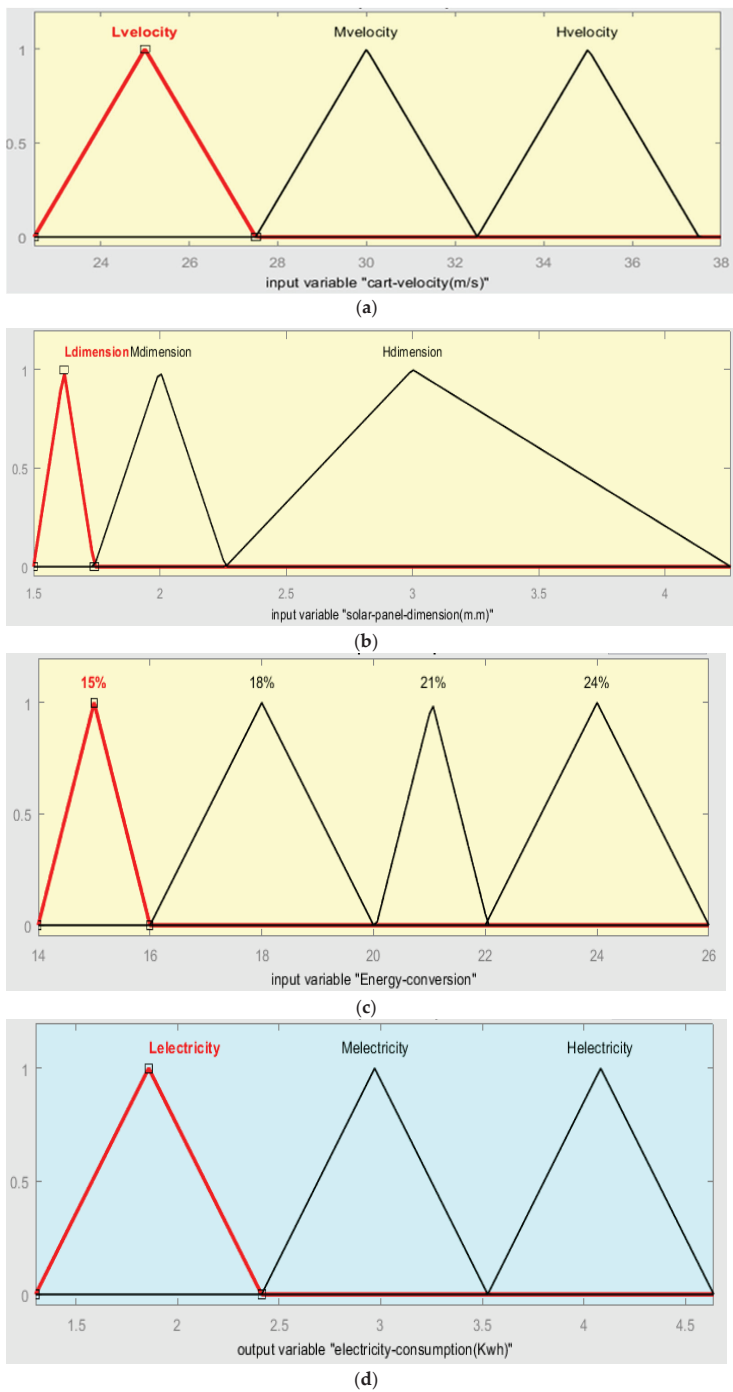 Lvelocity Mvelocity Hvelocity
1
0.5
0
24 26 28 30 32 34 36 38
input variable "cart-velocity(m/s)"
(a)
Ldimension Mdimension Hdimension
1
0.5
0
1.5 2 2.5 3 3.5 4
input variable "solar-panel-dimension(m.m)"
(b)
15% 18% 21% 24%
1
0.5
0
14 16 18 20 22 24 26
input variable "Energy-conversion"
(c)
Lelectricity Melectricity Helectricity
1
0.5
0
1.5 2 2.5 3 3.5 4 4.5
output variable "electricity-consumption(Kwh)"
(d)